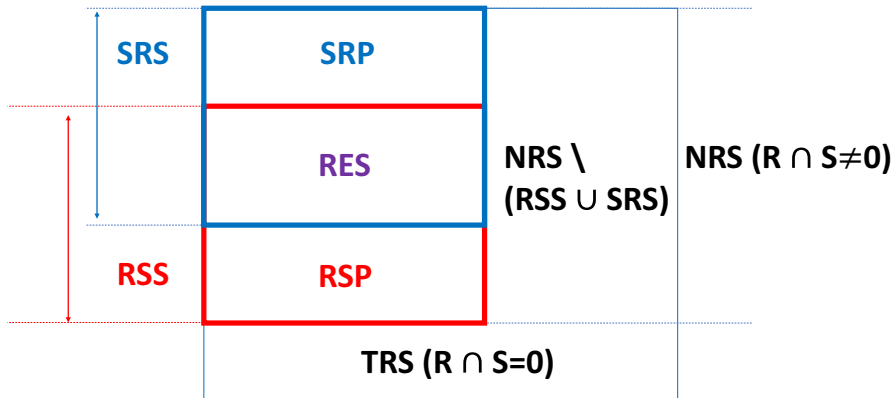 SRS
SRP
RES
NRS \
(RSS ∪ SRS)
NRS (R ∩ S≠0)
RSS
RSP
TRS (R ∩ S=0)